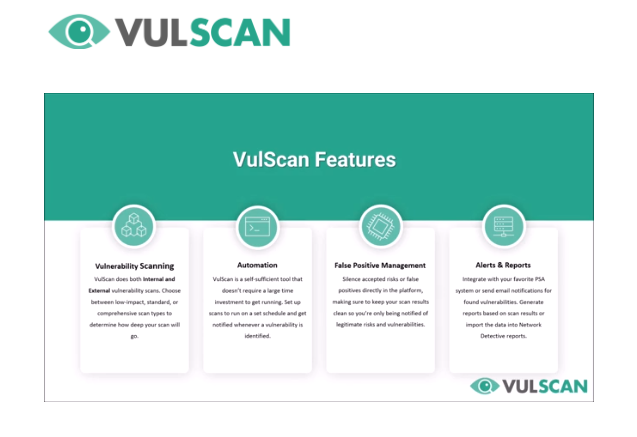 VULSCAN
VulScan Features
Vulnerability Scanning
VulScan does both Internal and
External vulnerability scans. Choose
between low impact, standard, or
comprehensive scan types to
determine how deep your scan will
go.
Automation
VulScan is a self-sufficient tool that
doesn't require a large time
investment to get running. Set up
scans to run on a set schedule and get
notified whenever a vulnerability is
identified.
False Positive Management
Silence accepted risks or false
positives directly in the platform,
making sure to keep your scan results
clean so you're only being notified of
legitimate risks and vulnerabilities.
Alerts & Reports
Integrate with your favorite PSA
system or send email notifications for
found vulnerabilities. Generate
reports based on scan results or
import the data into Network
Detective reports.
VULSCAN